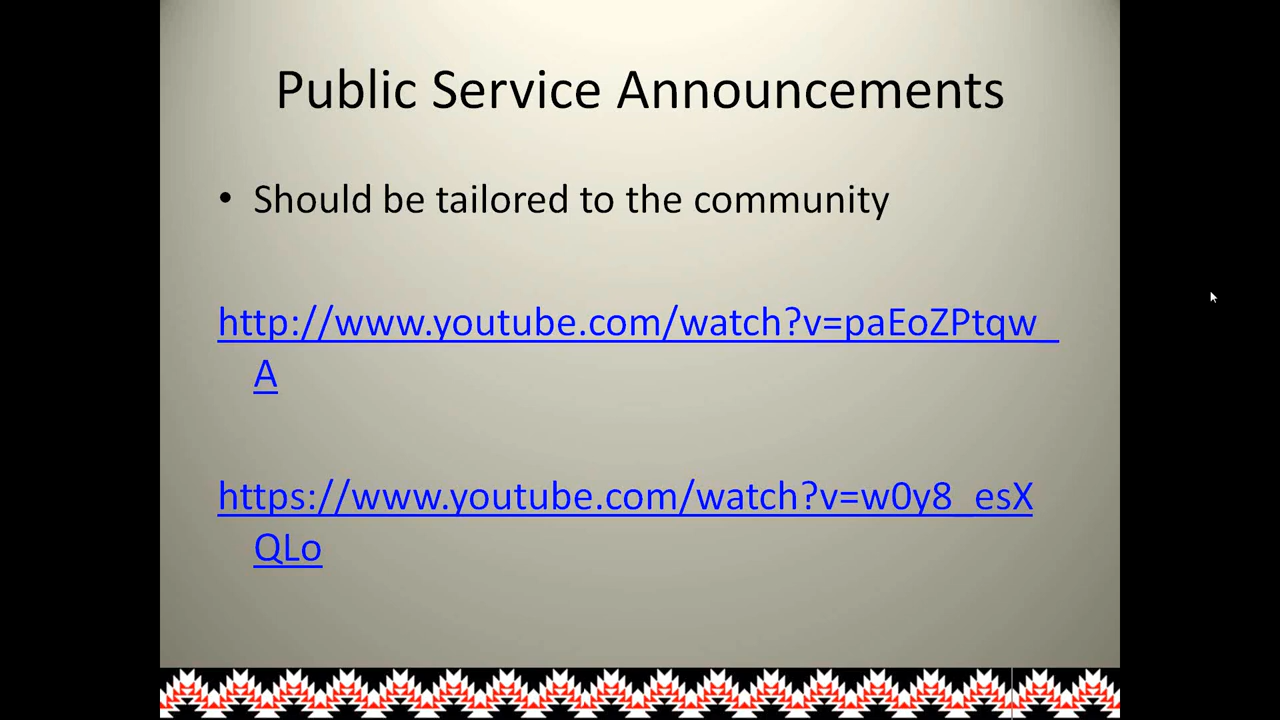 Public Service Announcements
• Should be tailored to the community
http://www.youtube.com/watch?v=paEoZPtqw_
A
https://www.youtube.com/watch?v=w0y8_esX
QLo